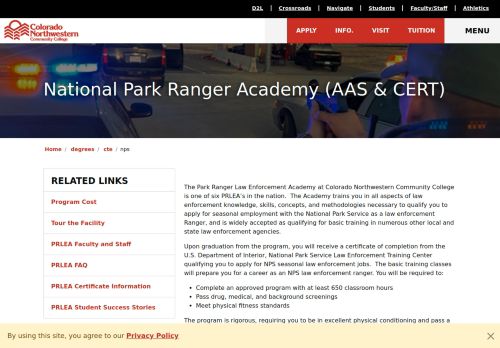 D2L | Crossroads | Navigate | Students | Faculty/Staff | Athletics
Colorado
Northwestern
Community College
APPLY INFO. VISIT TUITION MENU
National Park Ranger Academy (AAS & CERT)
Home / degrees / cte / nps
RELATED LINKS
Program Cost
Tour the Facility
PRLEA Faculty and Staff
PRLEA FAQ
PRLEA Certificate Information
PRLEA Student Success Stories
The Park Ranger Law Enforcement Academy at Colorado Northwestern Community College
is one of six PRLEA's in the nation. The Academy trains you in all aspects of law
enforcement knowledge, skills, concepts, and methodologies necessary to qualify you to
apply for seasonal employment with the National Park Service as a law enforcement
Ranger, and is widely accepted as qualifying for basic training in numerous other local and
state law enforcement agencies.
Upon graduation from the program, you will receive a certificate of completion from the
U.S. Department of Interior, National Park Service Law Enforcement Training Center
qualifying you to apply for NPS seasonal law enforcement jobs. The basic training classes
will prepare you for a career as an NPS law enforcement ranger. You will be required to:
• Complete an approved program with at least 650 classroom hours
• Pass drug, medical, and background screenings
• Meet physical fitness standards
The program is rigorous, requiring you to be in excellent physical conditioning and pass a
By using this site, you agree to our Privacy Policy
×